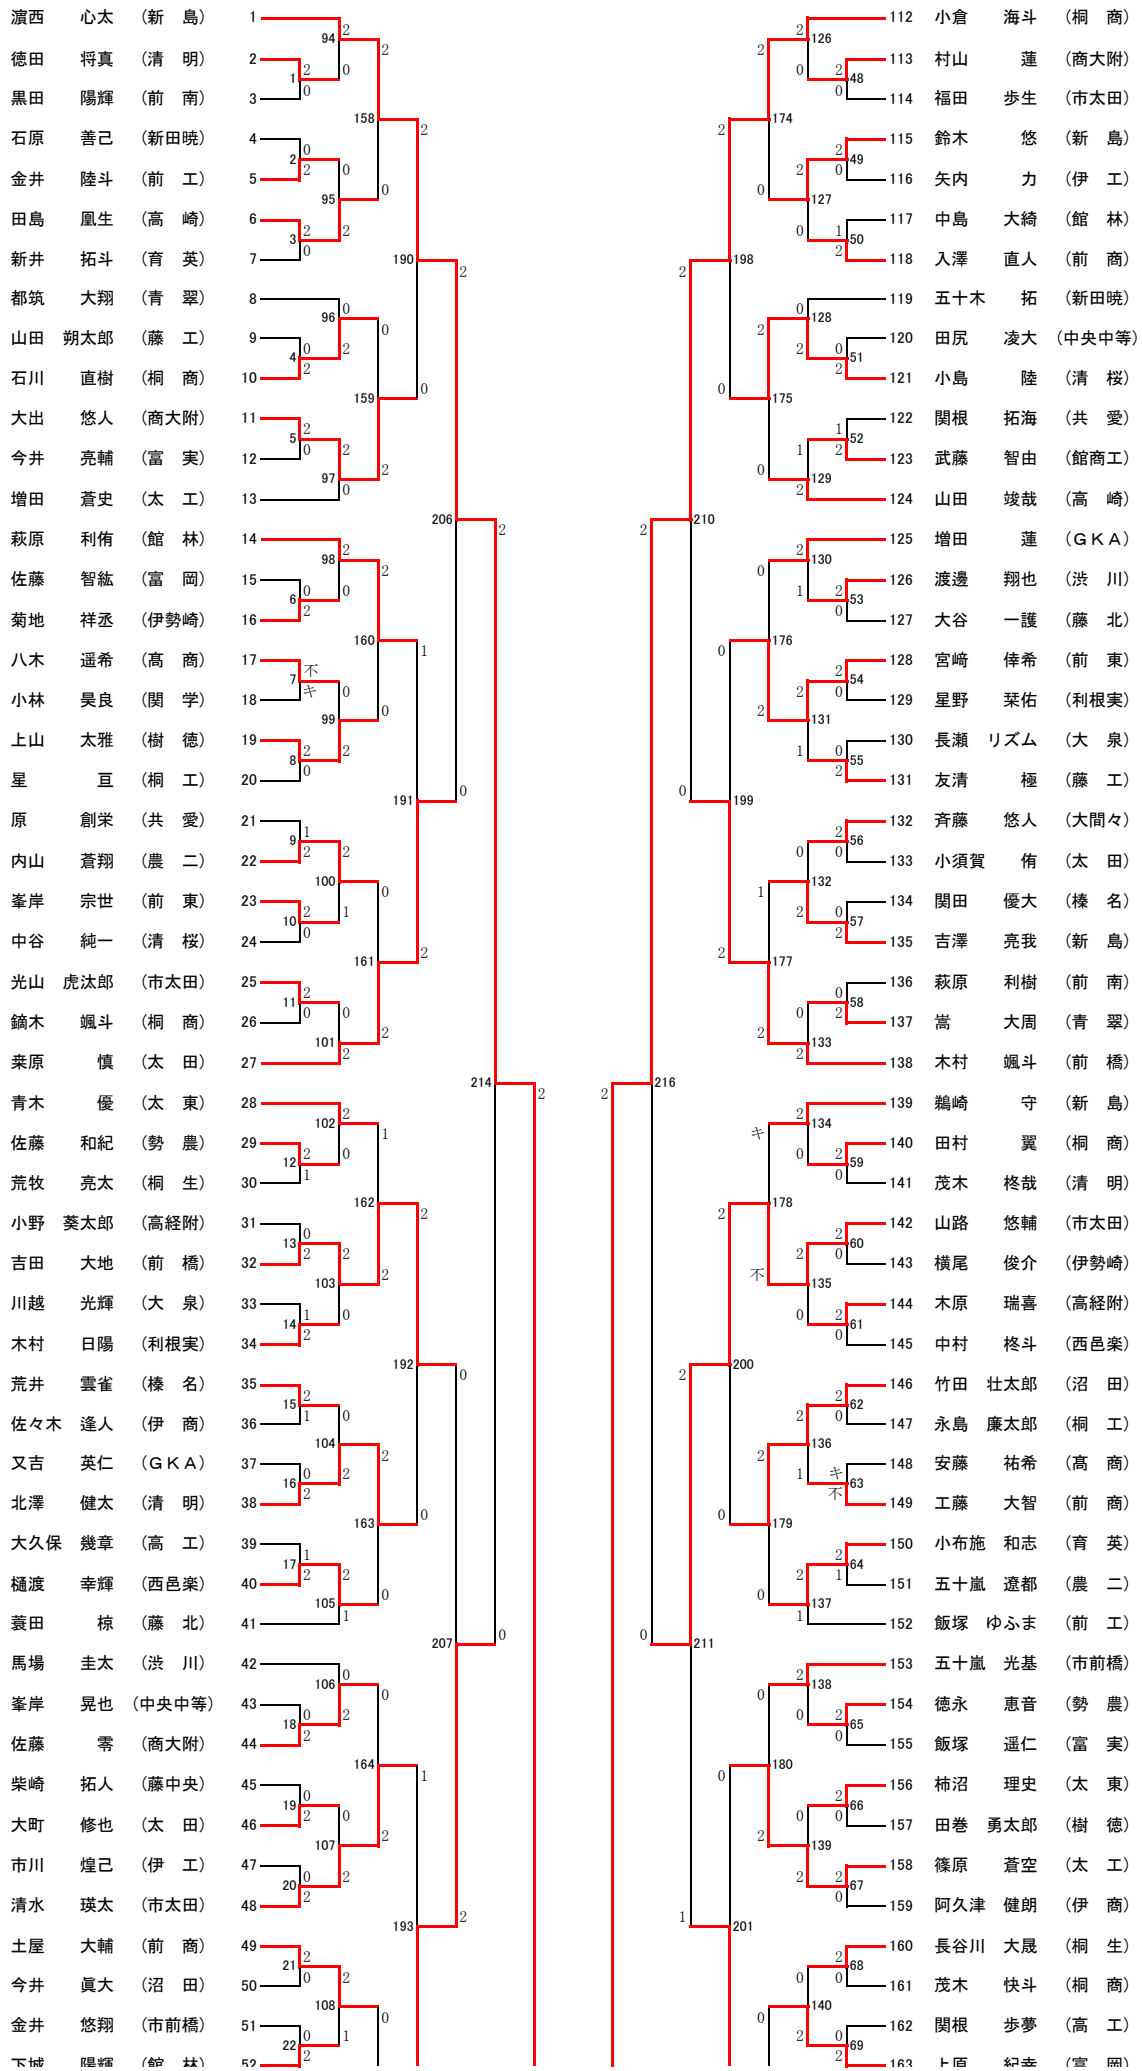 濵西 心太 （新 島） 1
徳田 将真 （清 明） 2
黒田 陽輝 （前 南） 3
石原 善己 （新田暁） 4
金井 陸斗 （前 工） 5
田島 凰生 （高 崎） 6
新井 拓斗 （育 英） 7
都筑 大翔 （青 翠） 8
山田 朔太郎 （藤 工） 9
石川 直樹 （桐 商） 10
大出 悠人 （商大附） 11
今井 亮輔 （富 実） 12
増田 蒼史 （太 工） 13
萩原 利侑 （館 林） 14
佐藤 智紘 （富 岡） 15
菊地 祥丞 （伊勢崎） 16
八木 遥希 （高 商） 17
小林 昊良 （関 学） 18
上山 太雅 （樹 徳） 19
星 亘 （桐 工） 20
原 創栄 （共 愛） 21
内山 蒼翔 （農 二） 22
峯岸 宗世 （前 東） 23
中谷 純一 （清 桜） 24
光山 虎汰郎 （市太田） 25
鏑木 颯斗 （桐 商） 26
桒原 慎 （太 田） 27
青木 優 （太 東） 28
佐藤 和紀 （勢 農） 29
荒牧 亮太 （桐 生） 30
小野 葵太郎 （高経附） 31
吉田 大地 （前 橋） 32
川越 光輝 （大 泉） 33
木村 日陽 （利根実） 34
荒井 雲雀 （榛 名） 35
佐々木 逢人 （伊 商） 36
又吉 英仁 （ＧＫＡ） 37
北澤 健太 （清 明） 38
大久保 幾章 （高 工） 39
樋渡 幸輝 （西邑楽） 40
蓑田 椋 （藤 北） 41
馬場 圭太 （渋 川） 42
峯岸 晃也 （中央中等） 43
佐藤 零 （商大附） 44
柴崎 拓人 （藤中央） 45
大町 修也 （太 田） 46
市川 煌己 （伊 工） 47
清水 瑛太 （市太田） 48
土屋 大輔 （前 商） 49
今井 眞大 （沼 田） 50
金井 悠翔 （市前橋） 51
下城 陽輝 （館 林） 52
112 小倉 海斗 （桐 商）
113 村山 蓮 （商大附）
114 福田 歩生 （市太田）
115 鈴木 悠 （新 島）
116 矢内 力 （伊 工）
117 中島 大綺 （館 林）
118 入澤 直人 （前 商）
119 五十木 拓 （新田暁）
120 田尻 凌大 （中央中等）
121 小島 陸 （清 桜）
122 関根 拓海 （共 愛）
123 武藤 智由 （館商工）
124 山田 竣哉 （高 崎）
125 増田 蓮 （ＧＫＡ）
126 渡邊 翔也 （渋 川）
127 大谷 一護 （藤 北）
128 宮﨑 倖希 （前 東）
129 星野 栞佑 （利根実）
130 長瀬 リズム （大 泉）
131 友清 極 （藤 工）
132 斉藤 悠人 （大間々）
133 小須賀 侑 （太 田）
134 関田 優大 （榛 名）
135 吉澤 亮我 （新 島）
136 萩原 利樹 （前 南）
137 嵩 大周 （青 翠）
138 木村 颯斗 （前 橋）
139 鵜崎 守 （新 島）
140 田村 翼 （桐 商）
141 茂木 柊哉 （清 明）
142 山路 悠輔 （市太田）
143 横尾 俊介 （伊勢崎）
144 木原 瑞喜 （高経附）
145 中村 柊斗 （西邑楽）
146 竹田 壮太郎 （沼 田）
147 永島 廉太郎 （桐 工）
148 安藤 祐希 （高 商）
149 工藤 大智 （前 商）
150 小布施 和志 （育 英）
151 五十嵐 遼都 （農 二）
152 飯塚 ゆふま （前 工）
153 五十嵐 光基 （市前橋）
154 徳永 恵音 （勢 農）
155 飯塚 遥仁 （富 実）
156 柿沼 理史 （太 東）
157 田巻 勇太郎 （樹 徳）
158 篠原 蒼空 （太 工）
159 阿久津 健朗 （伊 商）
160 長谷川 大晟 （桐 生）
161 茂木 快斗 （桐 商）
162 関根 歩夢 （高 工）
163 上原 紀幸 （富 岡）